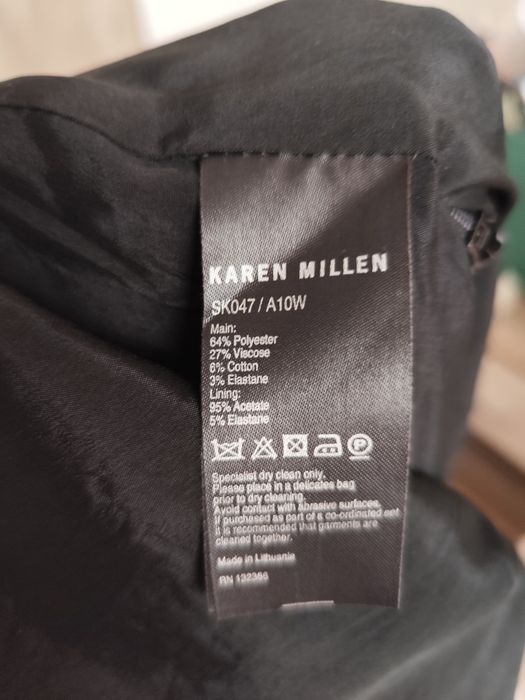 KAREN MILLEN
SK047 / A10W
Main:
64% Polyester
27% Viscose
6% Cotton
3% Elastane
Lining:
95% Acetate
5% Elastane
P
Specialist dry clean only.
Please place in a delicates bag
prior to dry cleaning.
Avoid contact with abrasive surfaces.
If purchased as part of a co-ordinated set
it is recommended that garments are
cleaned together.
Made in Lithuania
RN 132366